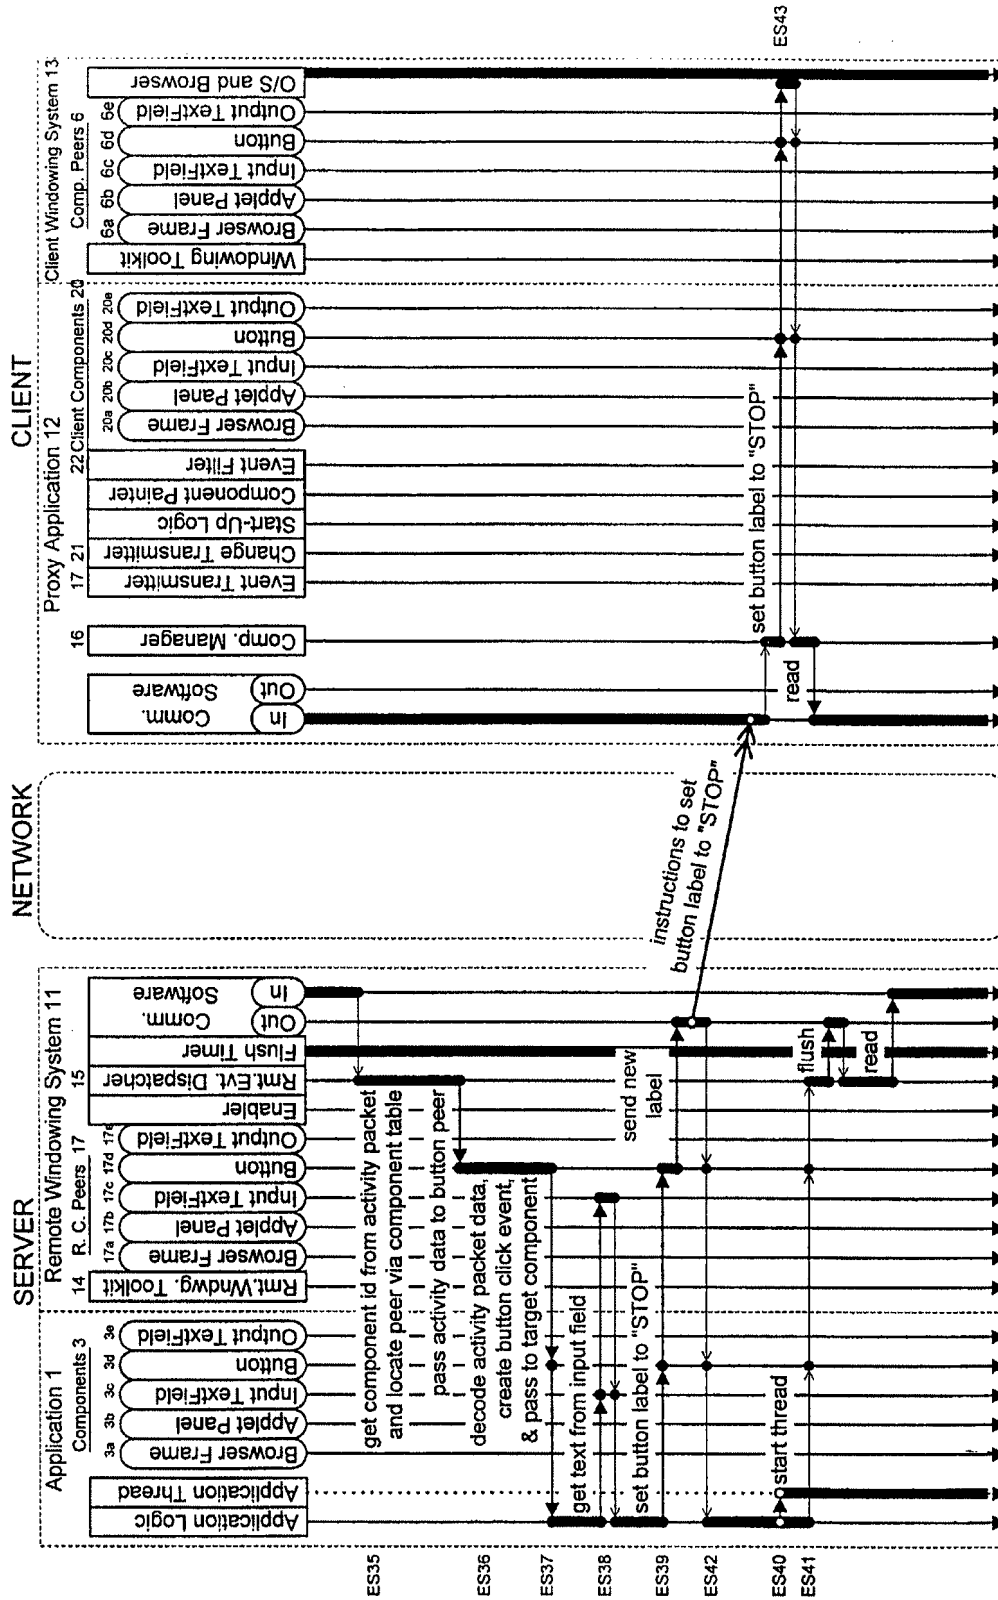 SERVER
NETWORK
CLIENT
Application 1
Components 3
3a
3b
3c
3d
3e
Application Logic
Application Thread
Browser Frame
Applet Panel
Input TextField
Button
Output TextField
Remote Windowing System 11
14
R. C. Peers 17
15
17a
17b
17c
17d
17e
Rmt.Wndwg. Toolkit
Browser Frame
Applet Panel
Input TextField
Button
Output TextField
Enabler
Rmt.Evt. Dispatcher
Flush Timer
Comm.
Software
Out
In
Proxy Application 12
16
17
21
22
Client Components 20
20a
20b
20c
20d
20e
Comm.
Software
In
Out
Comp. Manager
Event Transmitter
Change Transmitter
Start-Up Logic
Component Painter
Event Filter
Browser Frame
Applet Panel
Input TextField
Button
Output TextField
Client Windowing System 13
Comp. Peers 6
6a
6b
6c
6d
6e
Windowing Toolkit
Browser Frame
Applet Panel
Input TextField
Button
Output TextField
O/S and Browser
ES35
get component id from activity packet
and locate peer via component table
pass activity data to button peer
ES36
decode activity packet data,
create button click event,
& pass to target component
ES37
get text from input field
ES38
set button label to "STOP"
ES39
send new
label
ES42
instructions to set
button label to "STOP"
ES40
start thread
ES41
flush
read
set button label to "STOP"
read
ES43